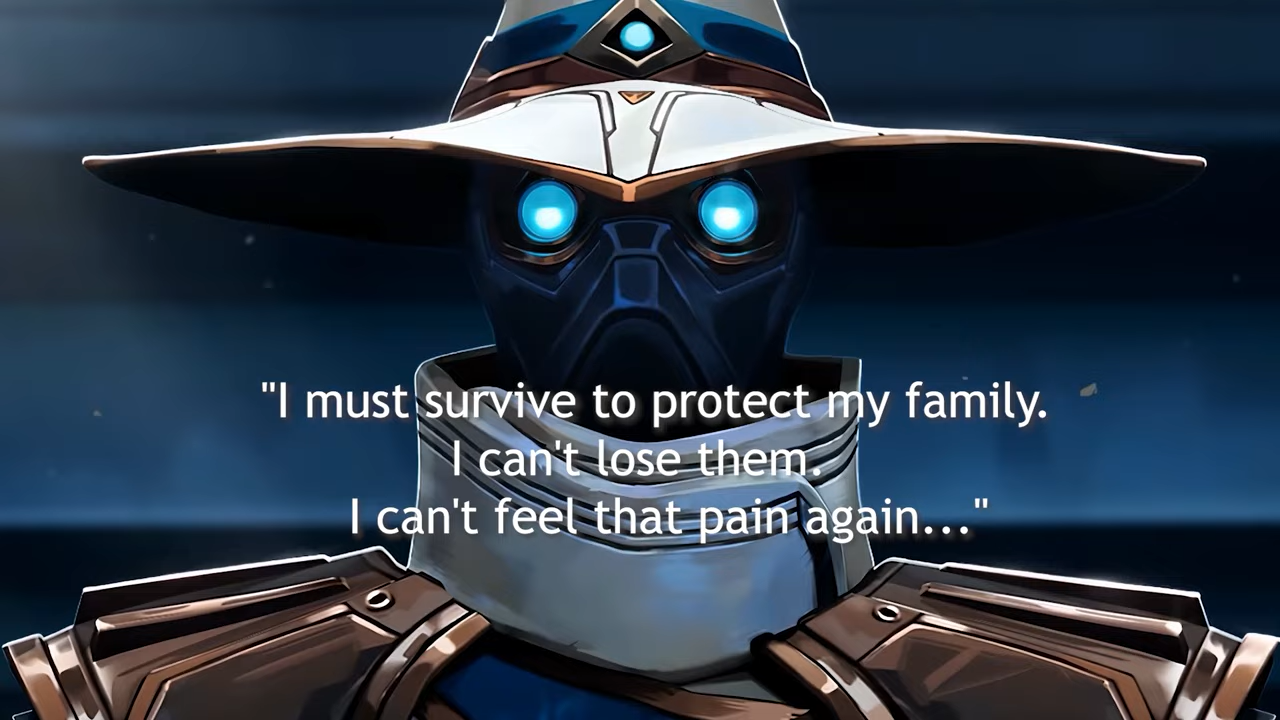 "I must survive to protect my family.
I can't lose them.
I can't feel that pain again..."